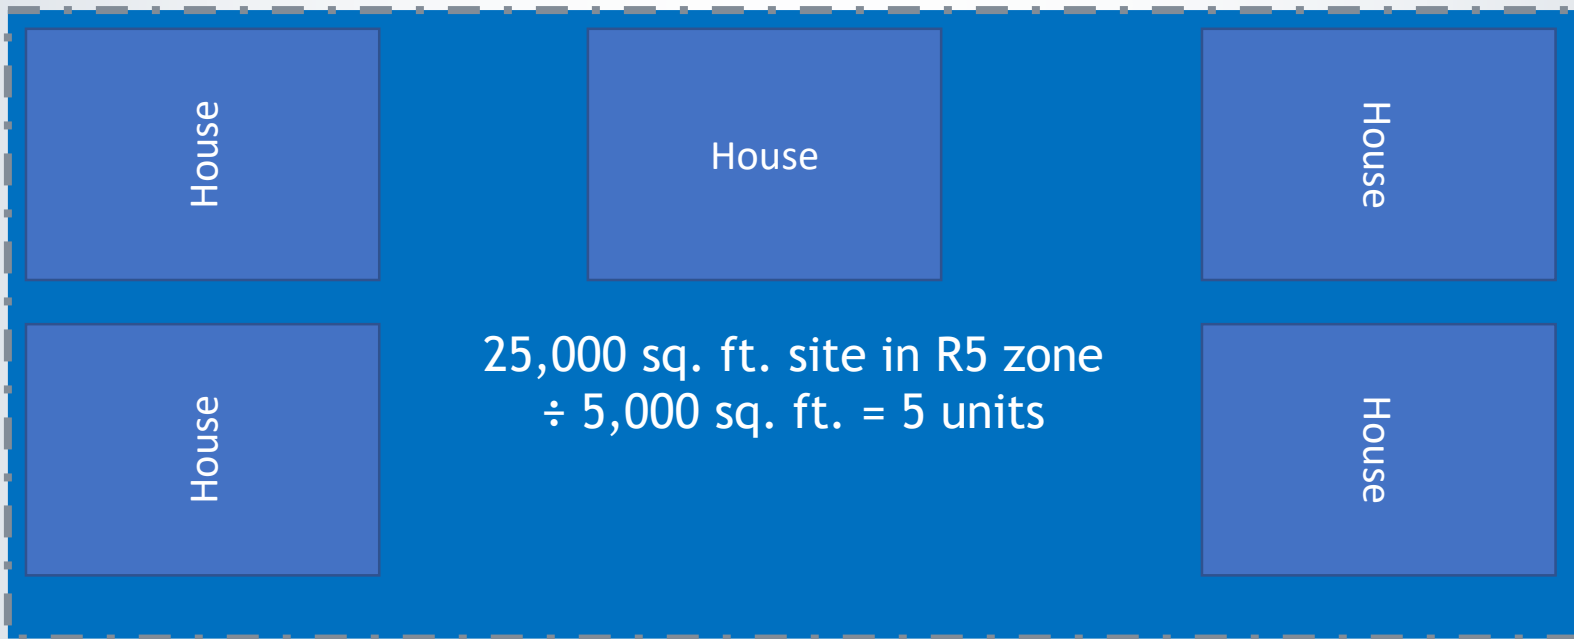 House
House
House
25,000 sq. ft. site in R5 zone
÷ 5,000 sq. ft. = 5 units
House
House